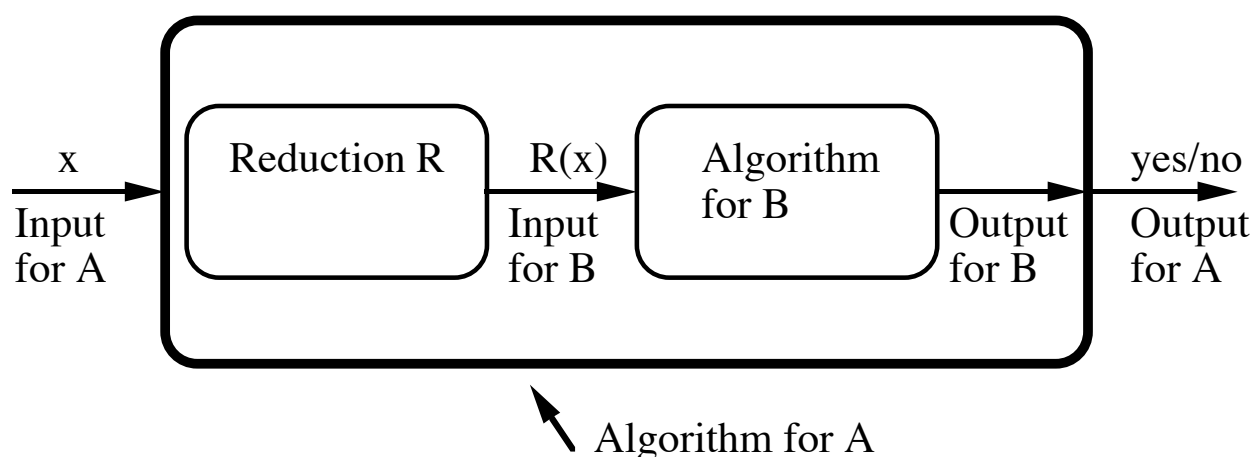 x
Input
for A
Reduction R
R(x)
Input
for B
Algorithm
for B
Output
for B
yes/no
Output
for A
Algorithm for A